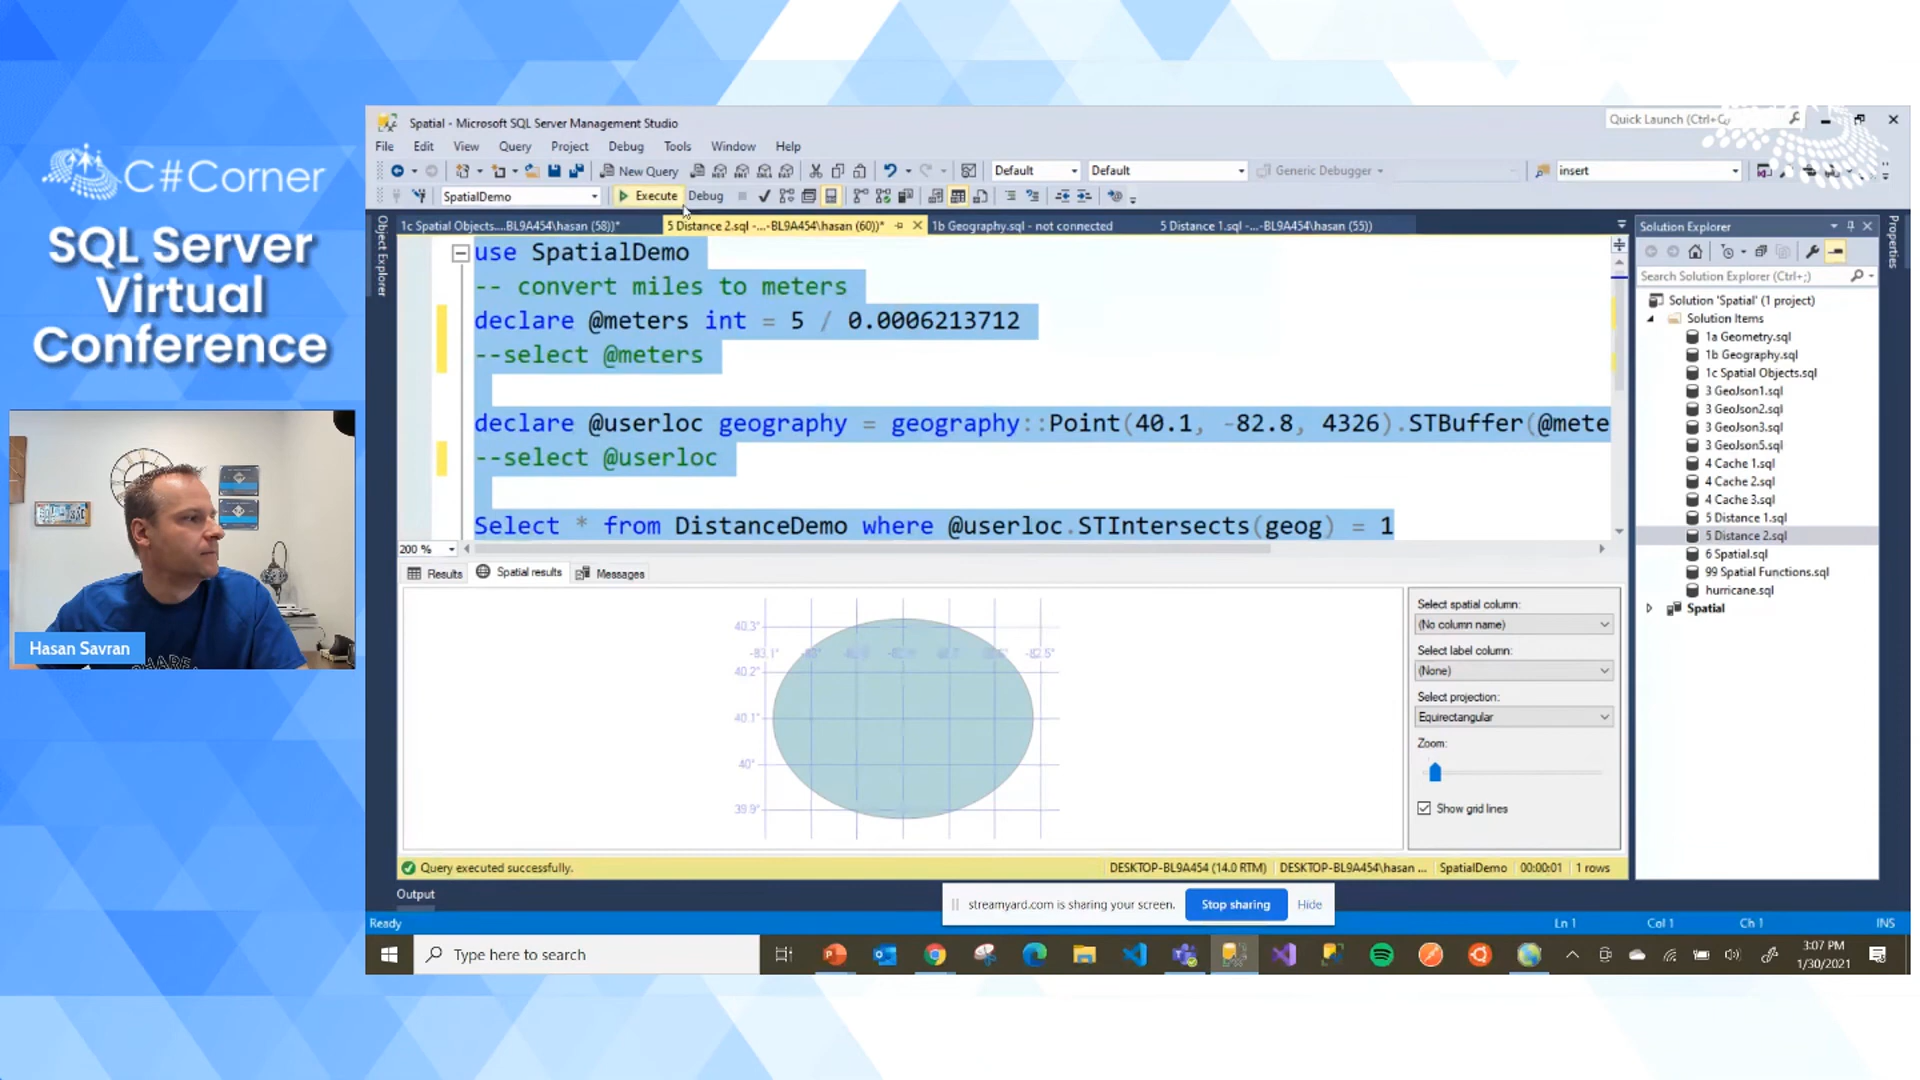 C#Corner
SQL Server
Virtual
Conference
Hasan Savran
Spatial - Microsoft SQL Server Management Studio
Quick Launch (Ctrl+
File Edit View Query Project Debug Tools Window Help
New Query Default Default Generic Debugger insert
SpatialDemo Execute Debug
Object Explorer
1c Spatial Objects....BL9A454\hasan (58))* 5 Distance 2.sql -...-BL9A454\hasan (60))* 1b Geography.sql - not connected 5 Distance 1.sql -...-BL9A454\hasan (55))
use SpatialDemo
-- convert miles to meters
declare @meters int = 5 / 0.0006213712
--select @meters
declare @userloc geography = geography::Point(40.1, -82.8, 4326).STBuffer(@mete
--select @userloc
Select * from DistanceDemo where @userloc.STIntersects(geog) = 1
200 %
Results Spatial results Messages
40.3°
-83.1° -82.5°
40.2°
40.1°
40°
39.9°
Select spatial column:
(No column name)
Select label column:
(None)
Select projection:
Equirectangular
Zoom:
Show grid lines
Query executed successfully. DESKTOP-BL9A454 (14.0 RTM) DESKTOP-BL9A454\hasan ... SpatialDemo 00:00:01 1 rows
Solution Explorer
Search Solution Explorer (Ctrl+;)
Solution 'Spatial' (1 project)
Solution Items
1a Geometry.sql
1b Geography.sql
1c Spatial Objects.sql
3 GeoJson1.sql
3 GeoJson2.sql
3 GeoJson3.sql
3 GeoJson5.sql
4 Cache 1.sql
4 Cache 2.sql
4 Cache 3.sql
5 Distance 1.sql
5 Distance 2.sql
6 Spatial.sql
99 Spatial Functions.sql
hurricane.sql
Spatial
Properties
Output
streamyard.com is sharing your screen. Stop sharing Hide
Ready Ln 1 Col 1 Ch 1 INS
Type here to search
3:07 PM
1/30/2021